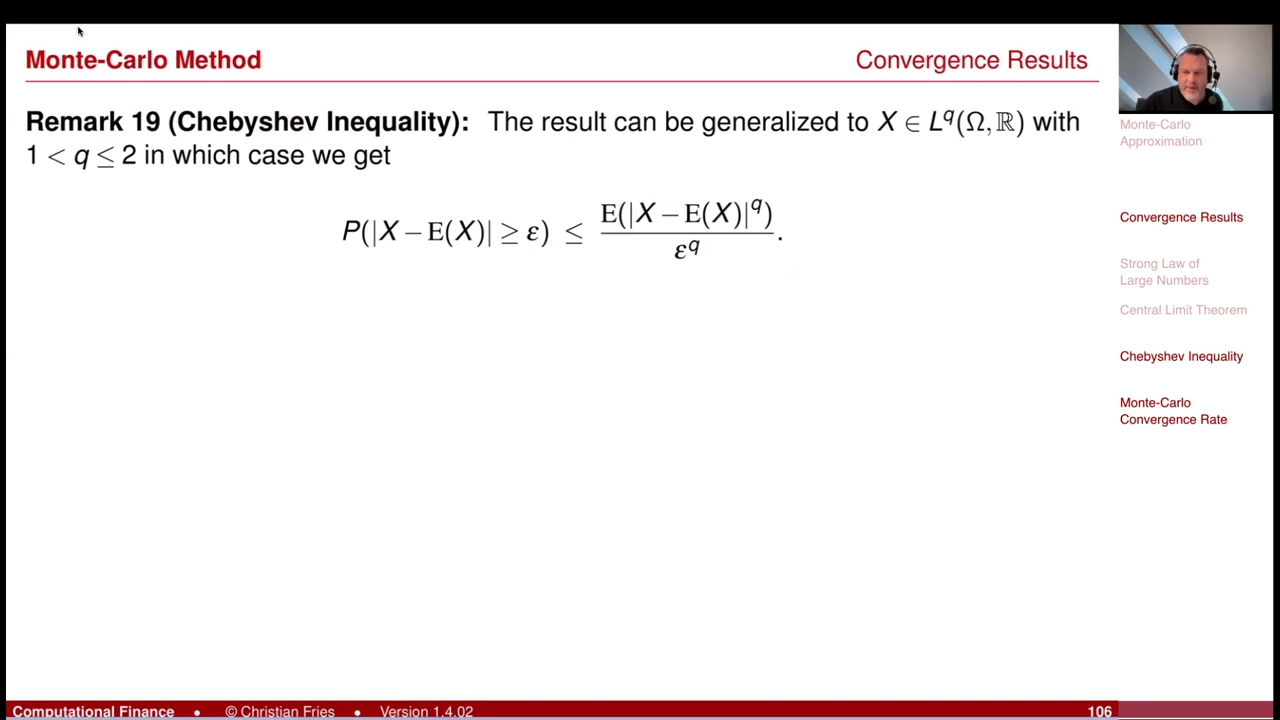 Monte-Carlo Method
Convergence Results
Remark 19 (Chebyshev Inequality): The result can be generalized to X ∈ L^q(Ω,ℝ) with
1 < q ≤ 2 in which case we get
P(|X − E(X)| ≥ ε) ≤ E(|X − E(X)|^q) / ε^q .
Monte-Carlo
Approximation
Convergence Results
Strong Law of
Large Numbers
Central Limit Theorem
Chebyshev Inequality
Monte-Carlo
Convergence Rate
Computational Finance • © Christian Fries • Version 1.4.02
106